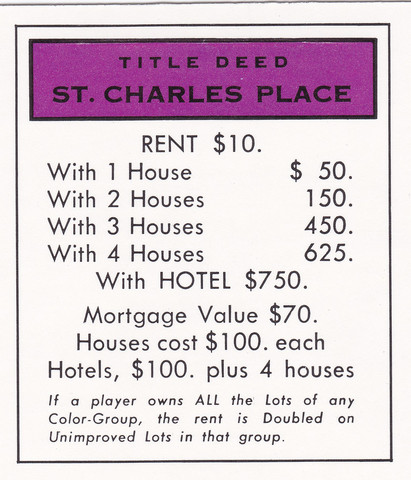 TITLE DEED
ST. CHARLES PLACE
RENT $10.
With 1 House $ 50.
With 2 Houses 150.
With 3 Houses 450.
With 4 Houses 625.
With HOTEL $750.
Mortgage Value $70.
Houses cost $100. each
Hotels, $100. plus 4 houses
If a player owns ALL the Lots of any
Color-Group, the rent is Doubled on
Unimproved Lots in that group.